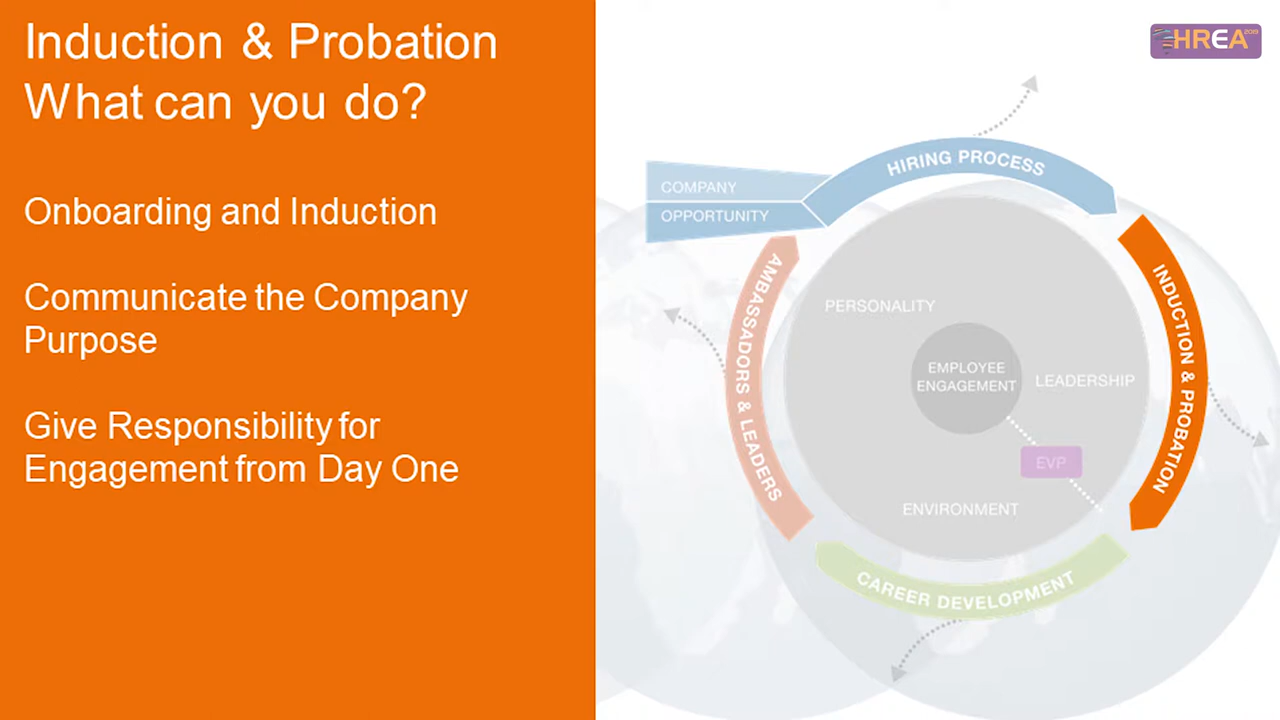 Induction & Probation
What can you do?
Onboarding and Induction
Communicate the Company
Purpose
Give Responsibility for
Engagement from Day One
HREA 2019
HIRING PROCESS
COMPANY
OPPORTUNITY
INDUCTION & PROBATION
AMBASSADORS & LEADERS
PERSONALITY
EMPLOYEE
ENGAGEMENT
LEADERSHIP
EVP
ENVIRONMENT
CAREER DEVELOPMENT